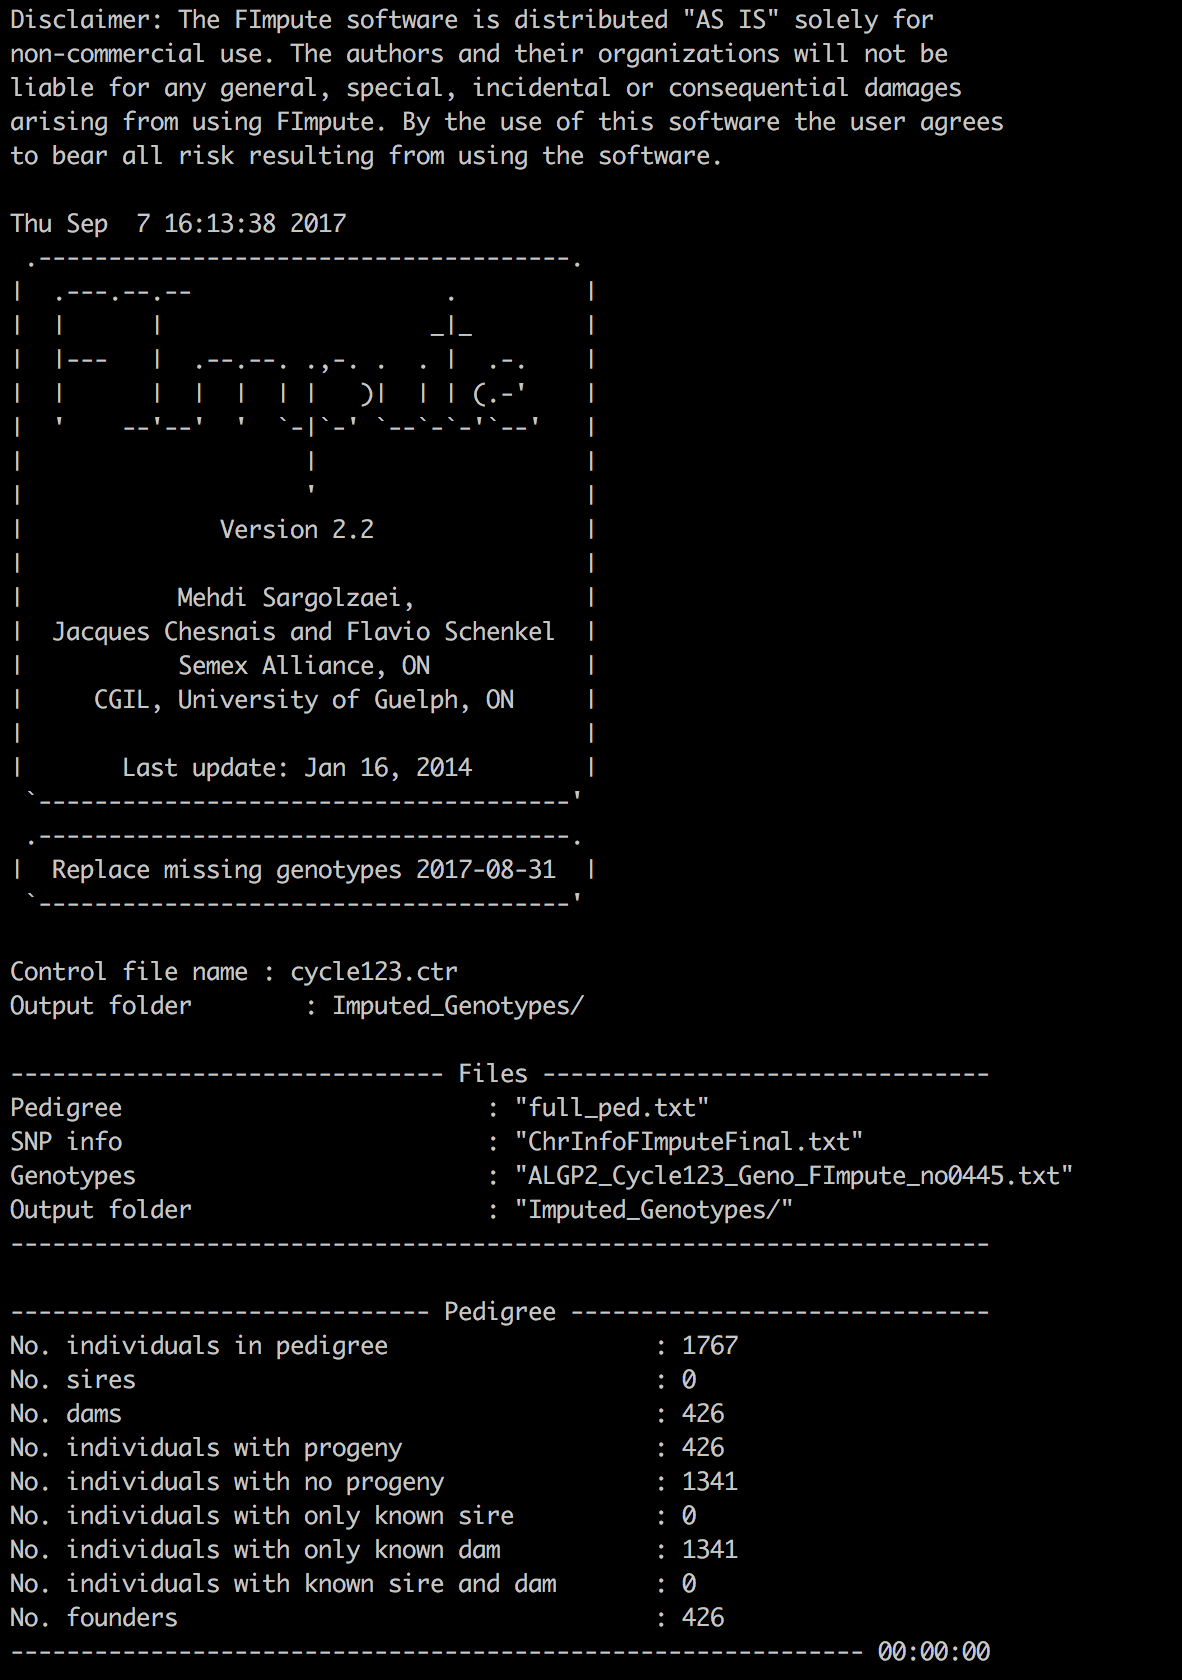 Disclaimer: The FImpute software is distributed "AS IS" solely for
non-commercial use. The authors and their organizations will not be
liable for any general, special, incidental or consequential damages
arising from using FImpute. By the use of this software the user agrees
to bear all risk resulting from using the software.
Thu Sep  7 16:13:38 2017
FImpute
Version 2.2
Mehdi Sargolzaei,
Jacques Chesnais and Flavio Schenkel
Semex Alliance, ON
CGIL, University of Guelph, ON
Last update: Jan 16, 2014
Replace missing genotypes 2017-08-31
Control file name : cycle123.ctr
Output folder        : Imputed_Genotypes/
------------------------------- Files --------------------------------
Pedigree                          : "full_ped.txt"
SNP info                          : "ChrInfoFImputeFinal.txt"
Genotypes                         : "ALGP2_Cycle123_Geno_FImpute_no0445.txt"
Output folder                     : "Imputed_Genotypes/"
----------------------------------------------------------------------
------------------------------ Pedigree ------------------------------
No. individuals in pedigree                   : 1767
No. sires                                     : 0
No. dams                                      : 426
No. individuals with progeny                  : 426
No. individuals with no progeny               : 1341
No. individuals with only known sire          : 0
No. individuals with only known dam           : 1341
No. individuals with known sire and dam       : 0
No. founders                                  : 426
------------------------------------------------------------- 00:00:00